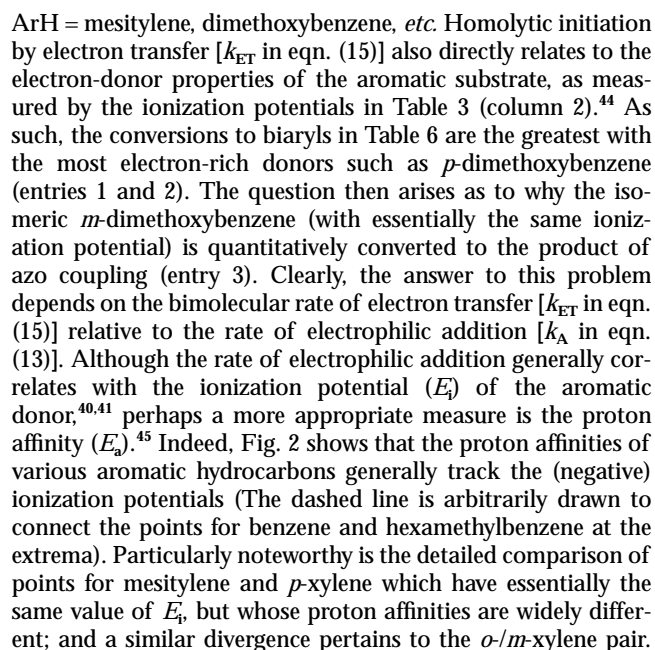 ArH = mesitylene, dimethoxybenzene, etc. Homolytic initiation
by electron transfer [kET in eqn. (15)] also directly relates to the
electron-donor properties of the aromatic substrate, as meas-
ured by the ionization potentials in Table 3 (column 2).44 As
such, the conversions to biaryls in Table 6 are the greatest with
the most electron-rich donors such as p-dimethoxybenzene
(entries 1 and 2). The question then arises as to why the iso-
meric m-dimethoxybenzene (with essentially the same ioniz-
ation potential) is quantitatively converted to the product of
azo coupling (entry 3). Clearly, the answer to this problem
depends on the bimolecular rate of electron transfer [kET in eqn.
(15)] relative to the rate of electrophilic addition [kA in eqn.
(13)]. Although the rate of electrophilic addition generally cor-
relates with the ionization potential (Ei) of the aromatic
donor,40,41 perhaps a more appropriate measure is the proton
affinity (Ea).45 Indeed, Fig. 2 shows that the proton affinities of
various aromatic hydrocarbons generally track the (negative)
ionization potentials (The dashed line is arbitrarily drawn to
connect the points for benzene and hexamethylbenzene at the
extrema). Particularly noteworthy is the detailed comparison of
points for mesitylene and p-xylene which have essentially the
same value of Ei, but whose proton affinities are widely differ-
ent; and a similar divergence pertains to the o-/m-xylene pair.